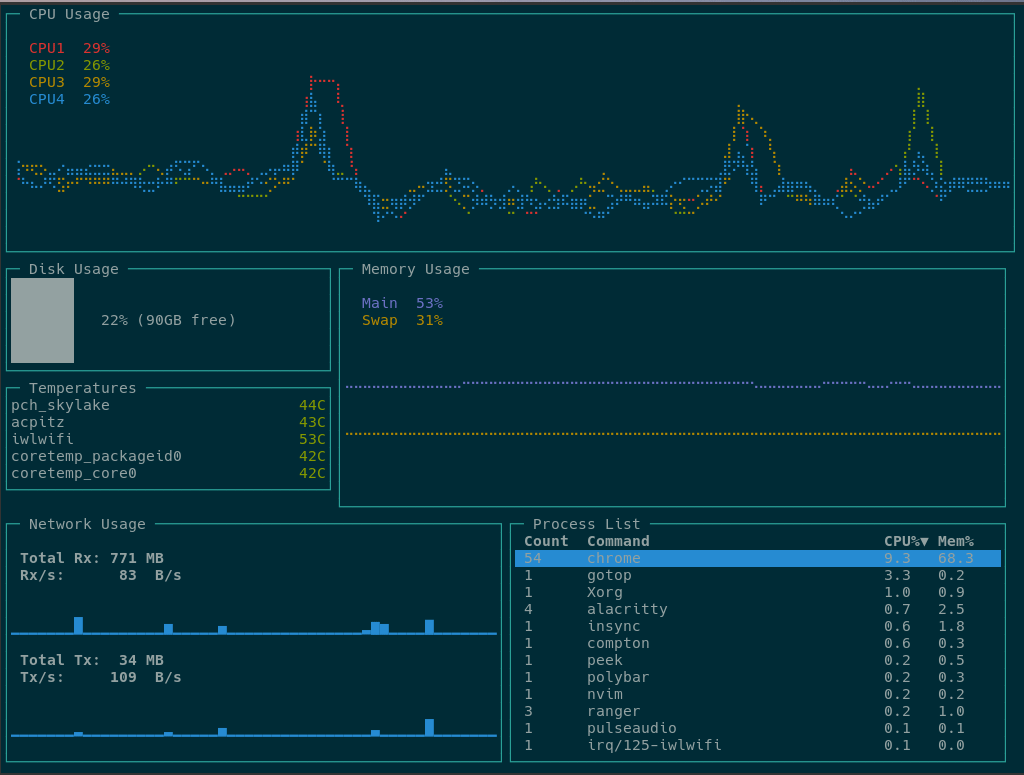 CPU Usage
CPU1 29%
CPU2 26%
CPU3 29%
CPU4 26%
Disk Usage
22% (90GB free)
Memory Usage
Main 53%
Swap 31%
Temperatures
pch_skylake 44C
acpitz 43C
iwlwifi 53C
coretemp_packageid0 42C
coretemp_core0 42C
Network Usage
Total Rx: 771 MB
Rx/s: 83 B/s
Total Tx: 34 MB
Tx/s: 109 B/s
Process List
Count Command CPU%▼ Mem%
54 chrome 9.3 68.3
1 gotop 3.3 0.2
1 Xorg 1.0 0.9
4 alacritty 0.7 2.5
1 insync 0.6 1.8
1 compton 0.6 0.3
1 peek 0.2 0.5
1 polybar 0.2 0.3
1 nvim 0.2 0.2
3 ranger 0.2 1.0
1 pulseaudio 0.1 0.1
1 irq/125-iwlwifi 0.1 0.0